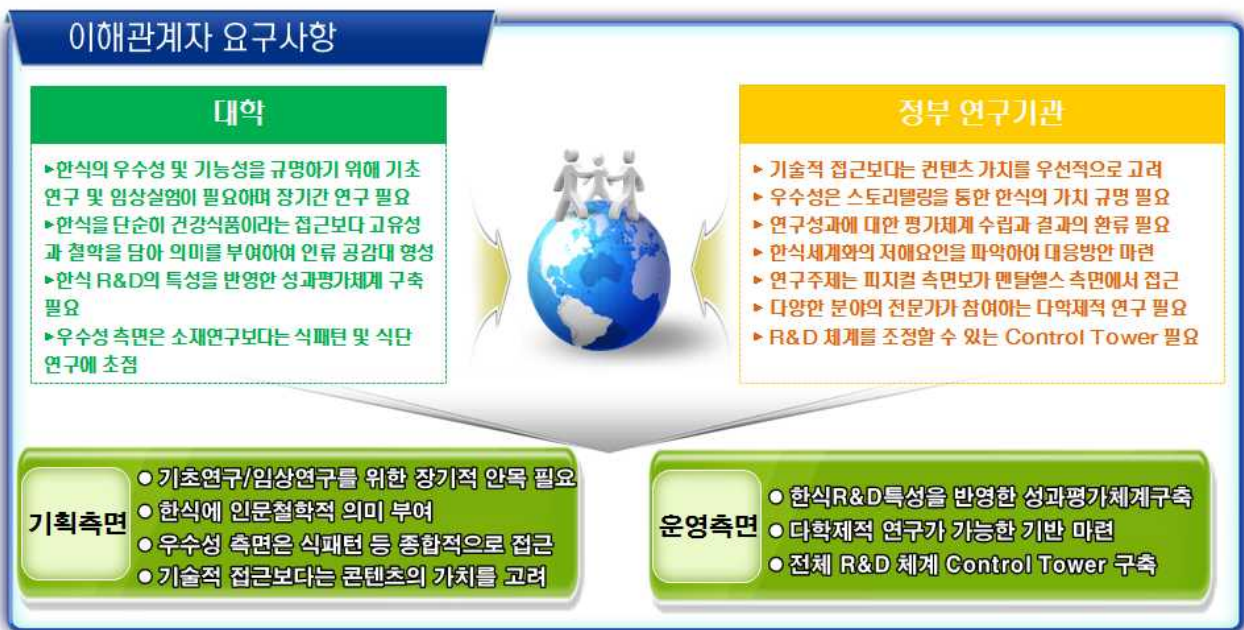 이해관계자 요구사항
대학
▸한식의 우수성 및 기능성을 규명하기 위해 기초
연구 및 임상실험이 필요하며 장기간 연구 필요
▸한식을 단순히 건강식품이라는 접근보다 고유성
과 철학을 담아 의미를 부여하여 인류 공감대 형성
▸한식 R&D의 특성을 반영한 성과평가체계 구축
필요
▸우수성 측면은 소재연구보다는 식패턴 및 식단
연구에 초점
정부 연구기관
▸ 기술적 접근보다는 컨텐츠 가치를 우선적으로 고려
▸ 우수성은 스토리텔링을 통한 한식의 가치 규명 필요
▸ 연구성과에 대한 평가체계 수립과 결과의 환류 필요
▸ 한식세계화의 저해요인을 파악하여 대응방안 마련
▸ 연구주제는 피지컬 측면보가 멘탈헬스 측면에서 접근
▸ 다양한 분야의 전문가가 참여하는 다학제적 연구 필요
▸ R&D 체계를 조정할 수 있는 Control Tower 필요
기획측면
● 기초연구/임상연구를 위한 장기적 안목 필요
● 한식에 인문철학적 의미 부여
● 우수성 측면은 식패턴 등 종합적으로 접근
● 기술적 접근보다는 콘텐츠의 가치를 고려
운영측면
● 한식R&D특성을 반영한 성과평가체계구축
● 다학제적 연구가 가능한 기반 마련
● 전체 R&D 체계 Control Tower 구축